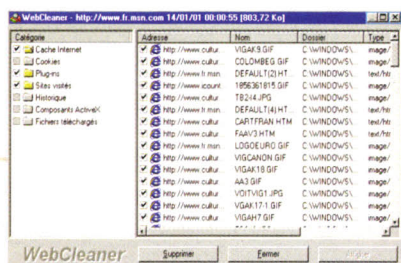 WebCleaner - http://www.fr.msn.com 14/01/01 00:00:55 [803,72 Ko]
Catégorie
Cache Internet
Cookies
Plug-ins
Sites visités
Historique
Composants ActiveX
Fichiers téléchargés
Adresse Nom Dossier Type
http://www.cultur. VIGAK9.GIF C:\WINDOWS\.. image/
http://www.cultur. COLOMBEG.GIF C:\WINDOWS\.. image/
http://www.fr.msn. DEFAULT(2).HT... C:\WINDOWS\.. text/htr
http://www.icount. 1856361815.GIF C:\WINDOWS\.. image/
http://www.cultur. TB244.JPG C:\WINDOWS\.. image/
http://www.fr.msn. DEFAULT(4).HT... C:\WINDOWS\.. text/htr
http://www.cultur. CARTFRAN.HTM C:\WINDOWS\.. text/htr
http://www.cultur. FAAV3.HTM C:\WINDOWS\.. text/htr
http://www.fr.msn. LOGOEURO.GIF C:\WINDOWS\.. image/
http://www.cultur. VIGCANON.GIF C:\WINDOWS\.. image/
http://www.cultur. VIGAK18.GIF C:\WINDOWS\.. image/
http://www.cultur. AA3.GIF C:\WINDOWS\.. image/
http://www.cultur. VOITVIG1.JPG C:\WINDOWS\.. image/
http://www.cultur. VGAK17-1.GIF C:\WINDOWS\.. image/
http://www.cultur. VIGAH7.GIF C:\WINDOWS\.. image/
WebCleaner Supprimer Fermer